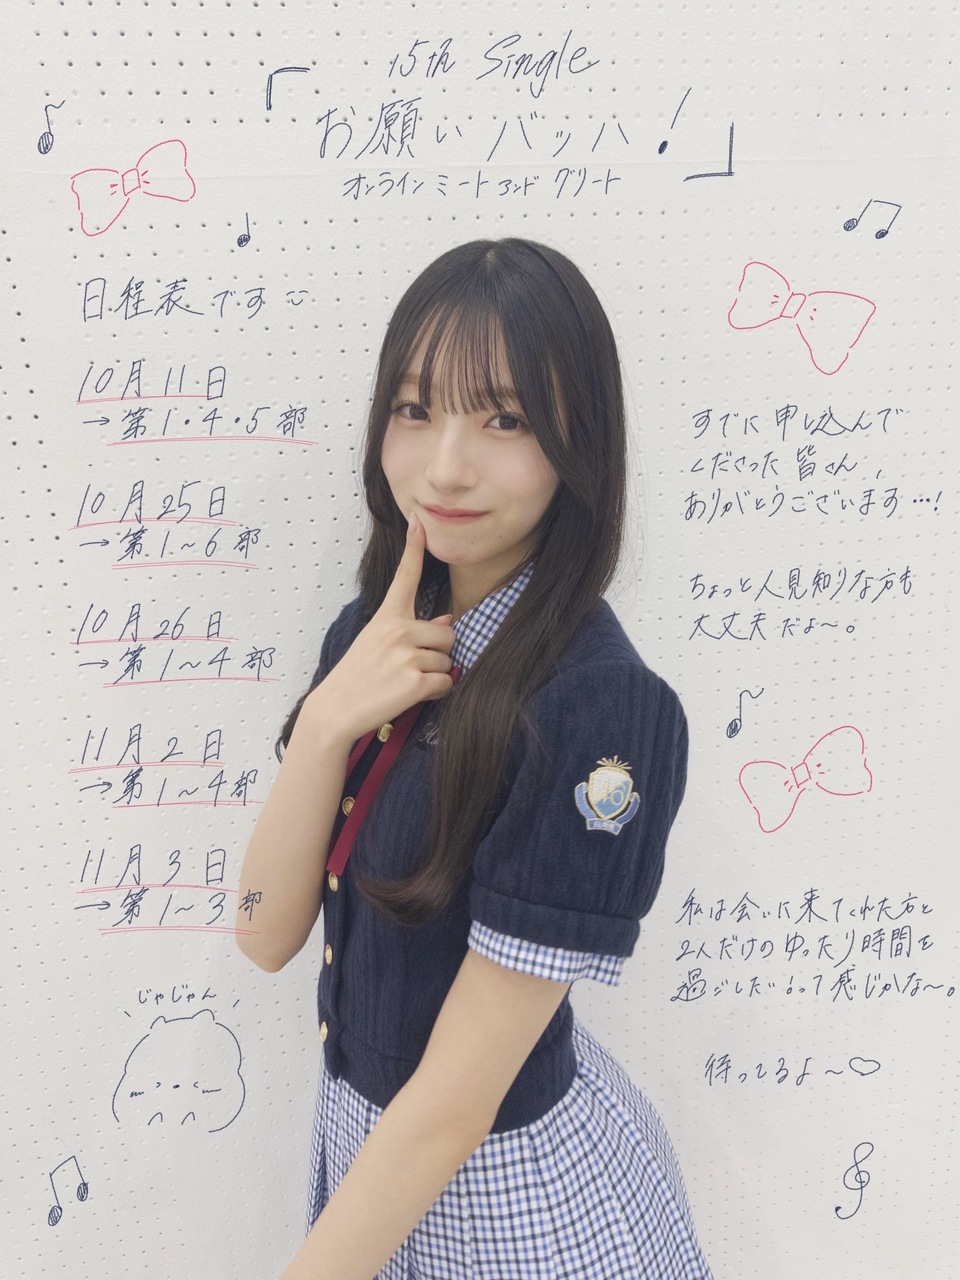 15th Single
「お願いバッハ！」
オンラインミートアンドグリート
日程表です
10月11日
→第1・4・5部
10月25日
→第1〜6部
10月26日
→第1〜4部
11月2日
→第1〜4部
11月3日
→第1〜3部
じゃじゃん
すでに申し込んで
くださった皆さん、
ありがとうございます…!
ちょっと人見知りな方も
大丈夫だよ〜。
私は会いに来てくれた方と
2人だけのゆったり時間を
過ごしたい!って感じかな〜。
待ってるよ〜♡